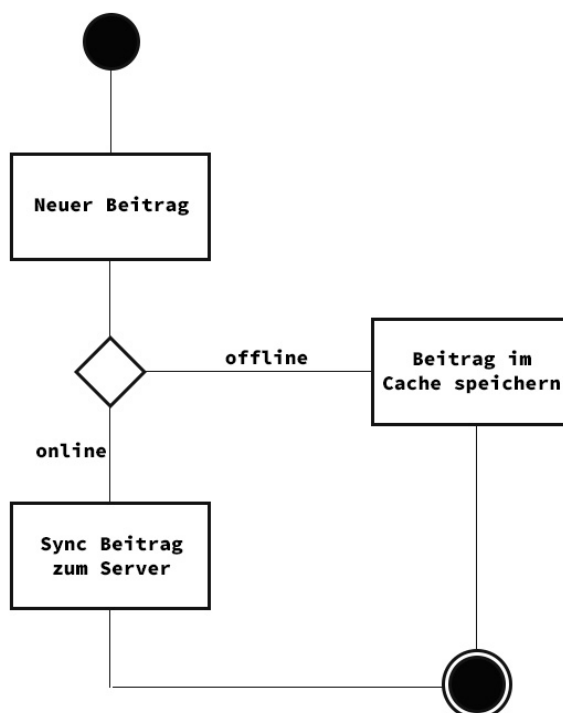 Neuer Beitrag
offline
Beitrag im
Cache speichern
online
Sync Beitrag
zum Server